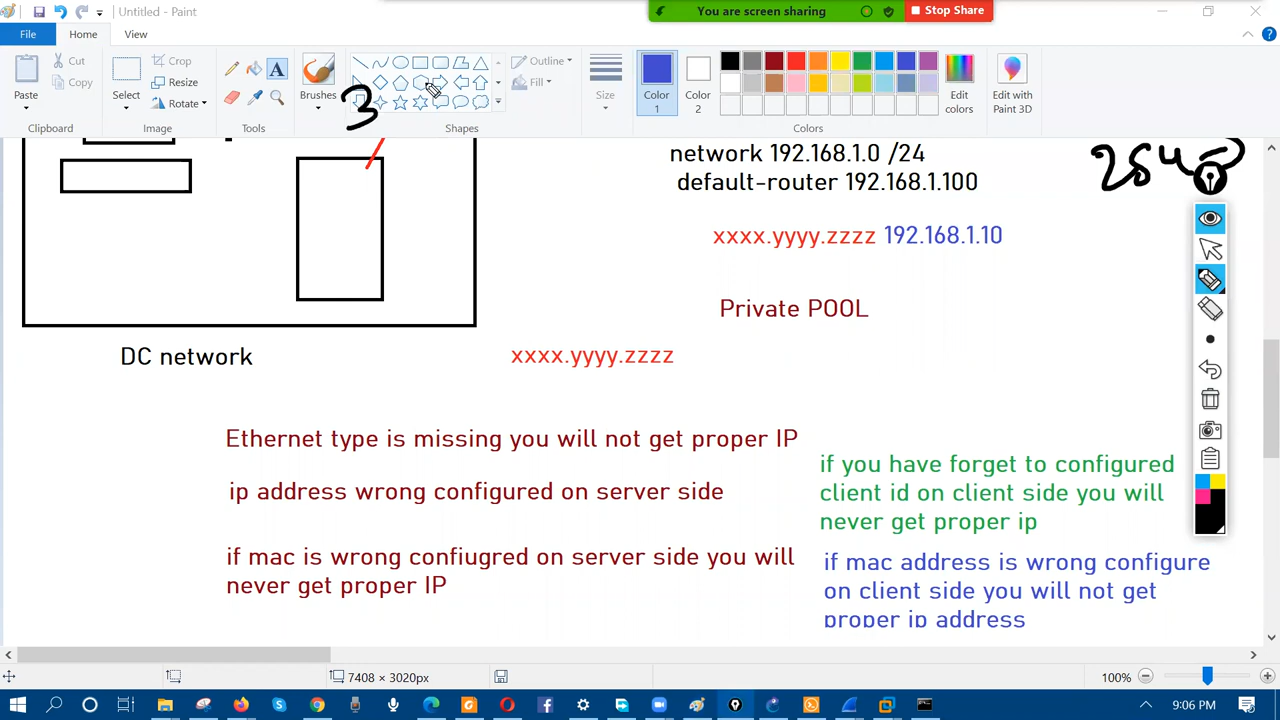 Untitled - Paint
You are screen sharing
Stop Share
File
Home
View
Paste
Cut
Copy
Clipboard
Select
Crop
Resize
Rotate
Image
A
Tools
Brushes
3
Outline
Fill
Shapes
Size
Color
1
Color
2
Edit
colors
Edit with
Paint 3D
Colors
network 192.168.1.0 /24
default-router 192.168.1.100
254
xxxx.yyyy.zzzz 192.168.1.10
Private POOL
DC network
xxxx.yyyy.zzzz
Ethernet type is missing you will not get proper IP
ip address wrong configured on server side
if mac is wrong confiugred on server side you will
never get proper IP
if you have forget to configured
client id on client side you will
never get proper ip
if mac address is wrong configure
on client side you will not get
proper ip address
7408 × 3020px
100%
9:06 PM